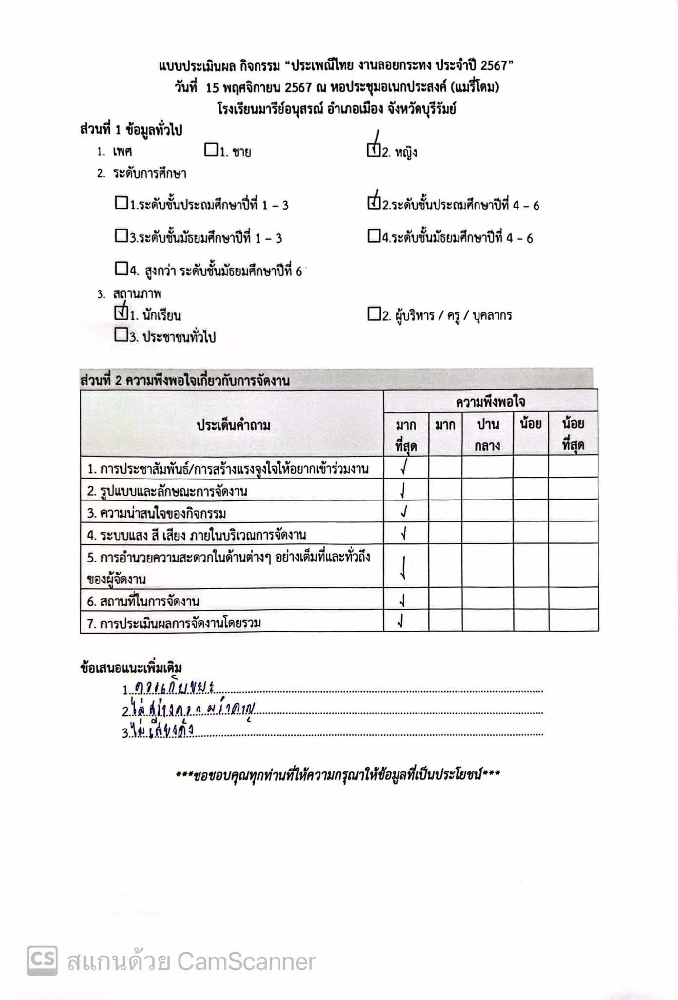 แบบประเมินผล กิจกรรม “ประเพณีไทย งานลอยกระทง ประจำปี 2567”
วันที่ 15 พฤศจิกายน 2567 ณ หอประชุมอเนกประสงค์ (แมรี่โดม)
โรงเรียนมารีย์อนุสรณ์ อำเภอเมือง จังหวัดบุรีรัมย์
ส่วนที่ 1 ข้อมูลทั่วไป
1. เพศ ☐1. ชาย ☑2. หญิง
2. ระดับการศึกษา
☐1.ระดับชั้นประถมศึกษาปีที่ 1 – 3 ☑2.ระดับชั้นประถมศึกษาปีที่ 4 – 6
☐3.ระดับชั้นมัธยมศึกษาปีที่ 1 – 3 ☐4.ระดับชั้นมัธยมศึกษาปีที่ 4 – 6
☐4. สูงกว่า ระดับชั้นมัธยมศึกษาปีที่ 6
3. สถานภาพ
☑1. นักเรียน ☐2. ผู้บริหาร / ครู / บุคลากร
☐3. ประชาชนทั่วไป
ส่วนที่ 2 ความพึงพอใจเกี่ยวกับการจัดงาน
ความพึงพอใจ
ประเด็นคำถาม มาก มาก ปาน น้อย น้อย
ที่สุด กลาง ที่สุด
1. การประชาสัมพันธ์/การสร้างแรงจูงใจให้อยากเข้าร่วมงาน ✓
2. รูปแบบและลักษณะการจัดงาน ✓
3. ความน่าสนใจของกิจกรรม ✓
4. ระบบแสง สี เสียง ภายในบริเวณการจัดงาน ✓
5. การอำนวยความสะดวกในด้านต่างๆ อย่างเต็มที่และทั่วถึง ✓
ของผู้จัดงาน
6. สถานที่ในการจัดงาน ✓
7. การประเมินผลการจัดงานโดยรวม ✓
ข้อเสนอแนะเพิ่มเติม
1. ควรเก็บขยะ
2. ไม่สร้างความรำคาญ
3. ไม่เสียงดัง
***ขอขอบคุณทุกท่านที่ให้ความกรุณาให้ข้อมูลที่เป็นประโยชน์***
CS สแกนด้วย CamScanner